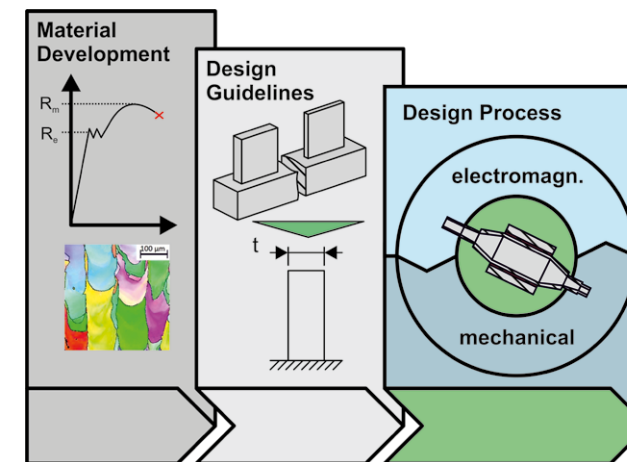 Material
Development
Rm
Re
100 µm
Design
Guidelines
t
Design Process
electromagn.
mechanical